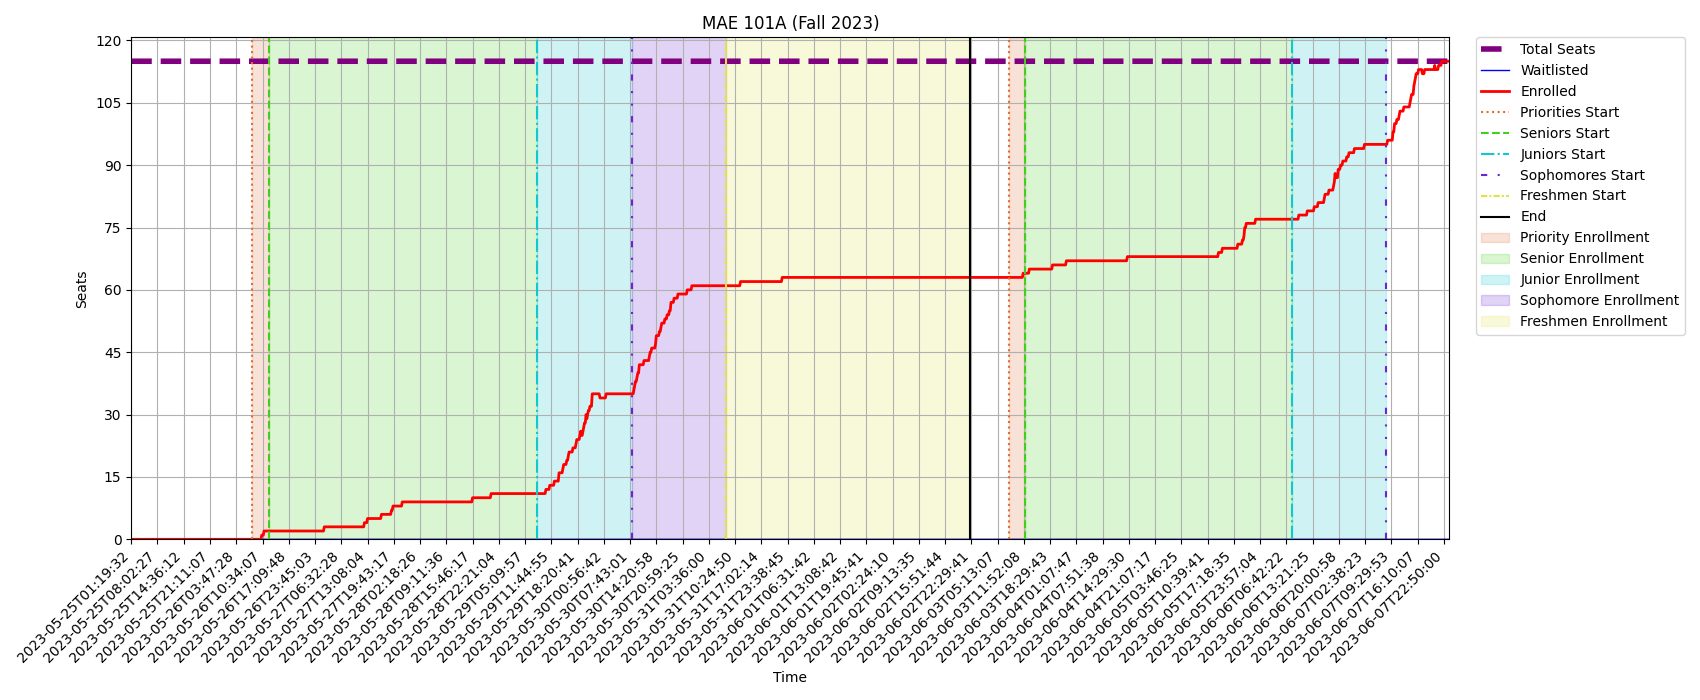 MAE 101A (Fall 2023)
120
105
90
75
60
45
30
15
0
Seats
2023-05-25T01:19:32
2023-05-25T08:02:27
2023-05-25T14:36:12
2023-05-25T21:11:07
2023-05-26T03:47:28
2023-05-26T10:34:07
2023-05-26T17:09:48
2023-05-26T23:45:03
2023-05-27T06:32:28
2023-05-27T13:08:04
2023-05-27T19:43:17
2023-05-28T02:18:26
2023-05-28T09:11:36
2023-05-28T15:46:17
2023-05-28T22:21:04
2023-05-29T05:09:57
2023-05-29T11:44:55
2023-05-29T18:20:41
2023-05-30T00:56:42
2023-05-30T07:43:01
2023-05-30T14:20:58
2023-05-30T20:59:25
2023-05-31T03:36:00
2023-05-31T10:24:50
2023-05-31T17:02:14
2023-05-31T23:38:45
2023-06-01T06:31:42
2023-06-01T13:08:42
2023-06-01T19:45:41
2023-06-02T02:24:10
2023-06-02T09:13:35
2023-06-02T15:51:44
2023-06-02T22:29:41
2023-06-03T05:13:07
2023-06-03T11:52:08
2023-06-03T18:29:43
2023-06-04T01:07:47
2023-06-04T07:51:38
2023-06-04T14:29:30
2023-06-04T21:07:17
2023-06-05T03:46:25
2023-06-05T10:39:41
2023-06-05T17:18:35
2023-06-05T23:57:04
2023-06-06T06:42:22
2023-06-06T13:21:25
2023-06-06T20:00:58
2023-06-07T02:38:23
2023-06-07T09:29:53
2023-06-07T16:10:07
2023-06-07T22:50:00
Time
Total Seats
Waitlisted
Enrolled
Priorities Start
Seniors Start
Juniors Start
Sophomores Start
Freshmen Start
End
Priority Enrollment
Senior Enrollment
Junior Enrollment
Sophomore Enrollment
Freshmen Enrollment